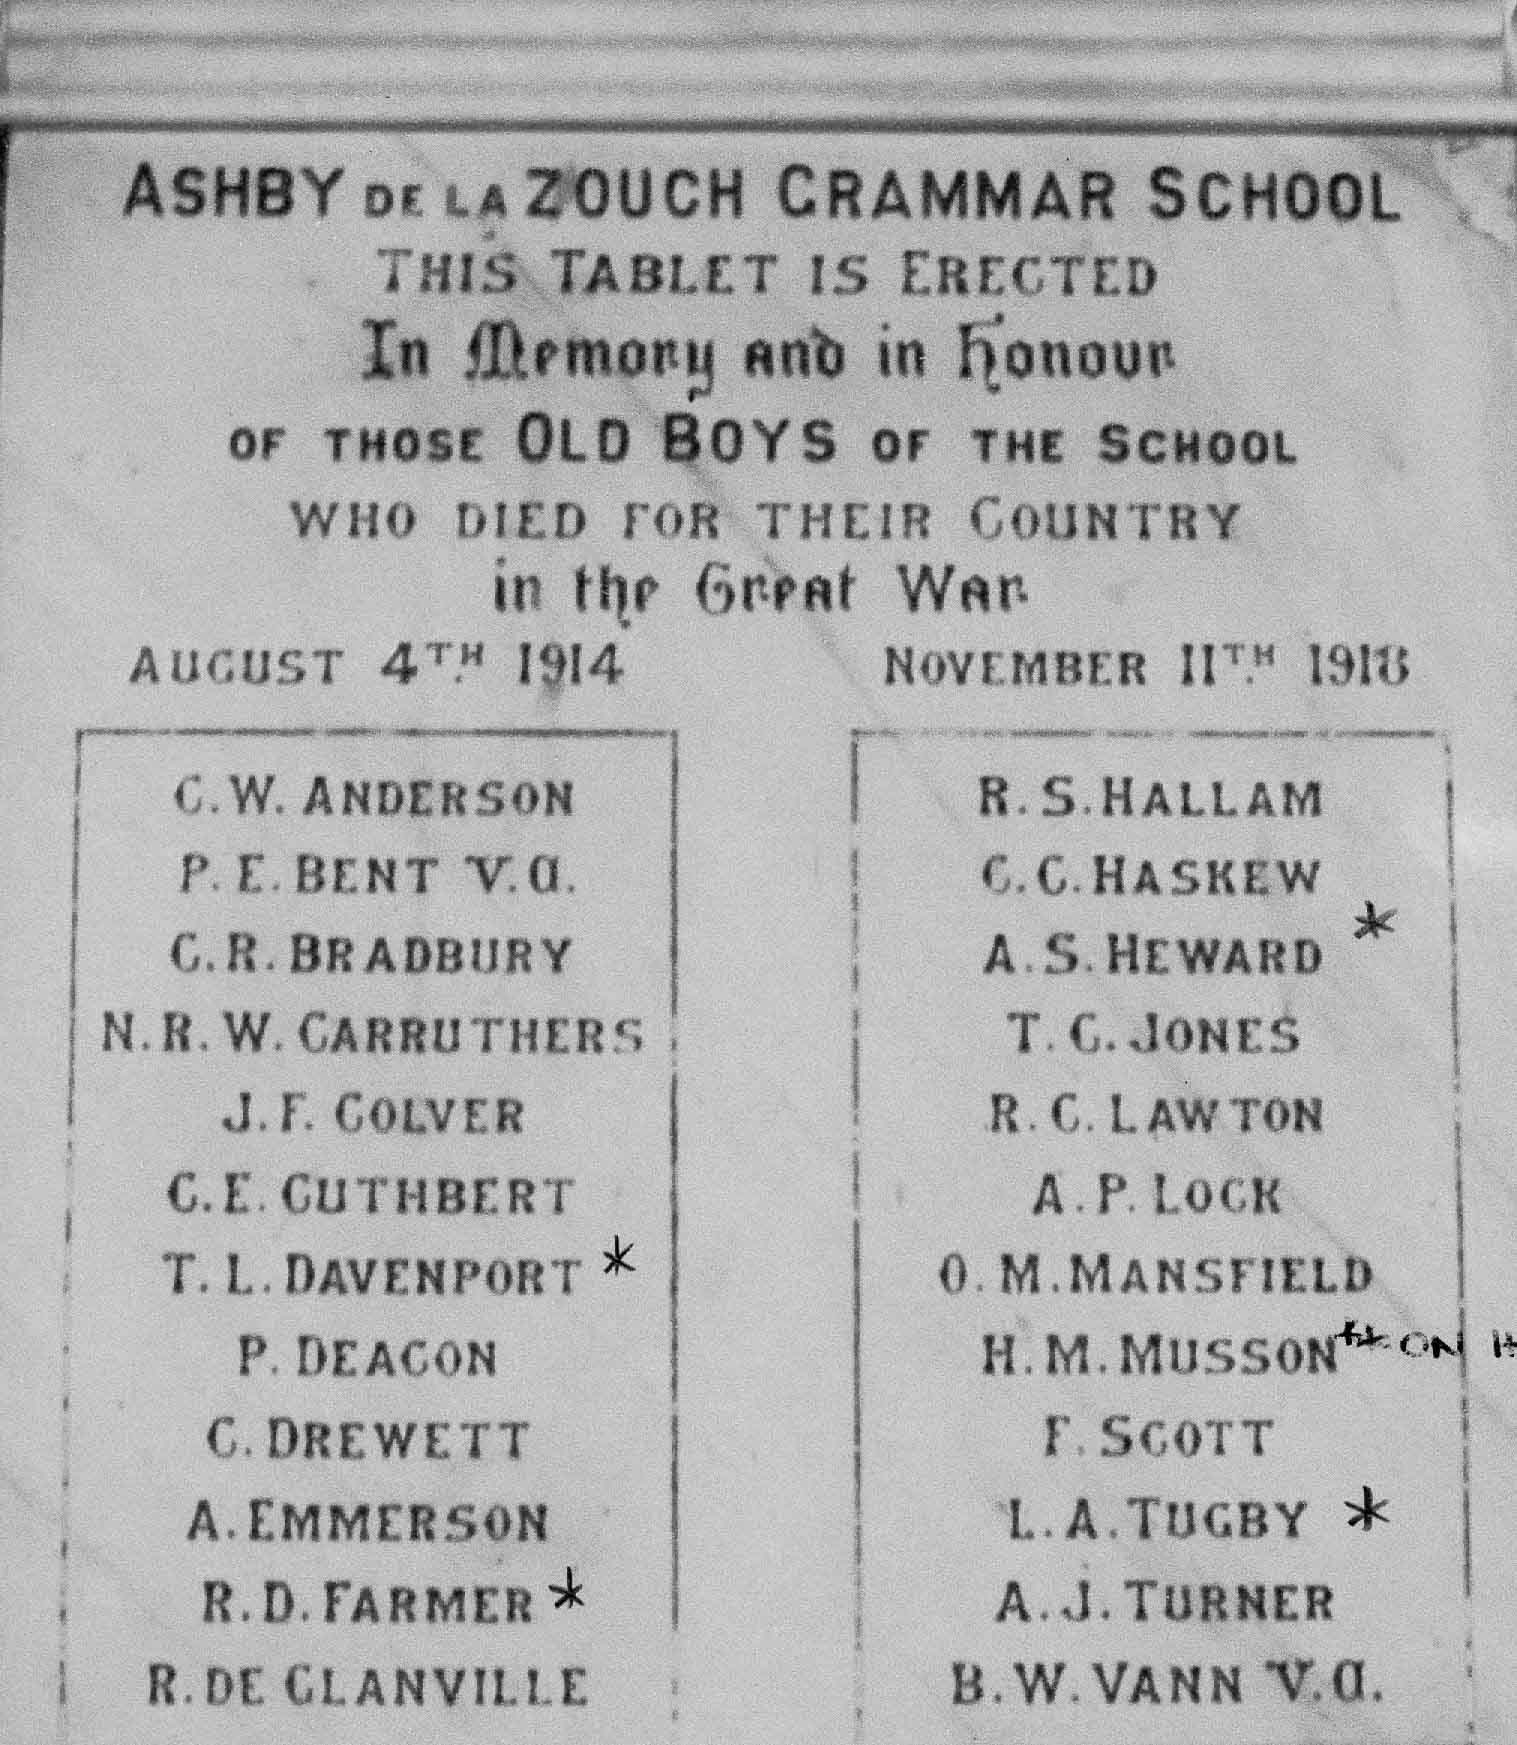 ASHBY DE LA ZOUCH GRAMMAR SCHOOL
THIS TABLET IS ERECTED
In Memory and in Honour
OF THOSE OLD BOYS OF THE SCHOOL
WHO DIED FOR THEIR COUNTRY
in the Great War
AUGUST 4TH. 1914
NOVEMBER 11TH. 1918
C. W. ANDERSON
P. E. BENT V.C.
C. R. BRADBURY
N. R. W. CARRUTHERS
J. F. COLVER
C. E. CUTHBERT
T. L. DAVENPORT *
P. DEACON
C. DREWETT
A. EMMERSON
R. D. FARMER *
R. DE GLANVILLE
R. S. HALLAM
C. C. HASKEW
A. S. HEWARD *
T. G. JONES
R. C. LAWTON
A. P. LOCK
O. M. MANSFIELD
H. M. MUSSON ** ON
F. SCOTT
L. A. TUGBY *
A. J. TURNER
B. W. VANN V.C.